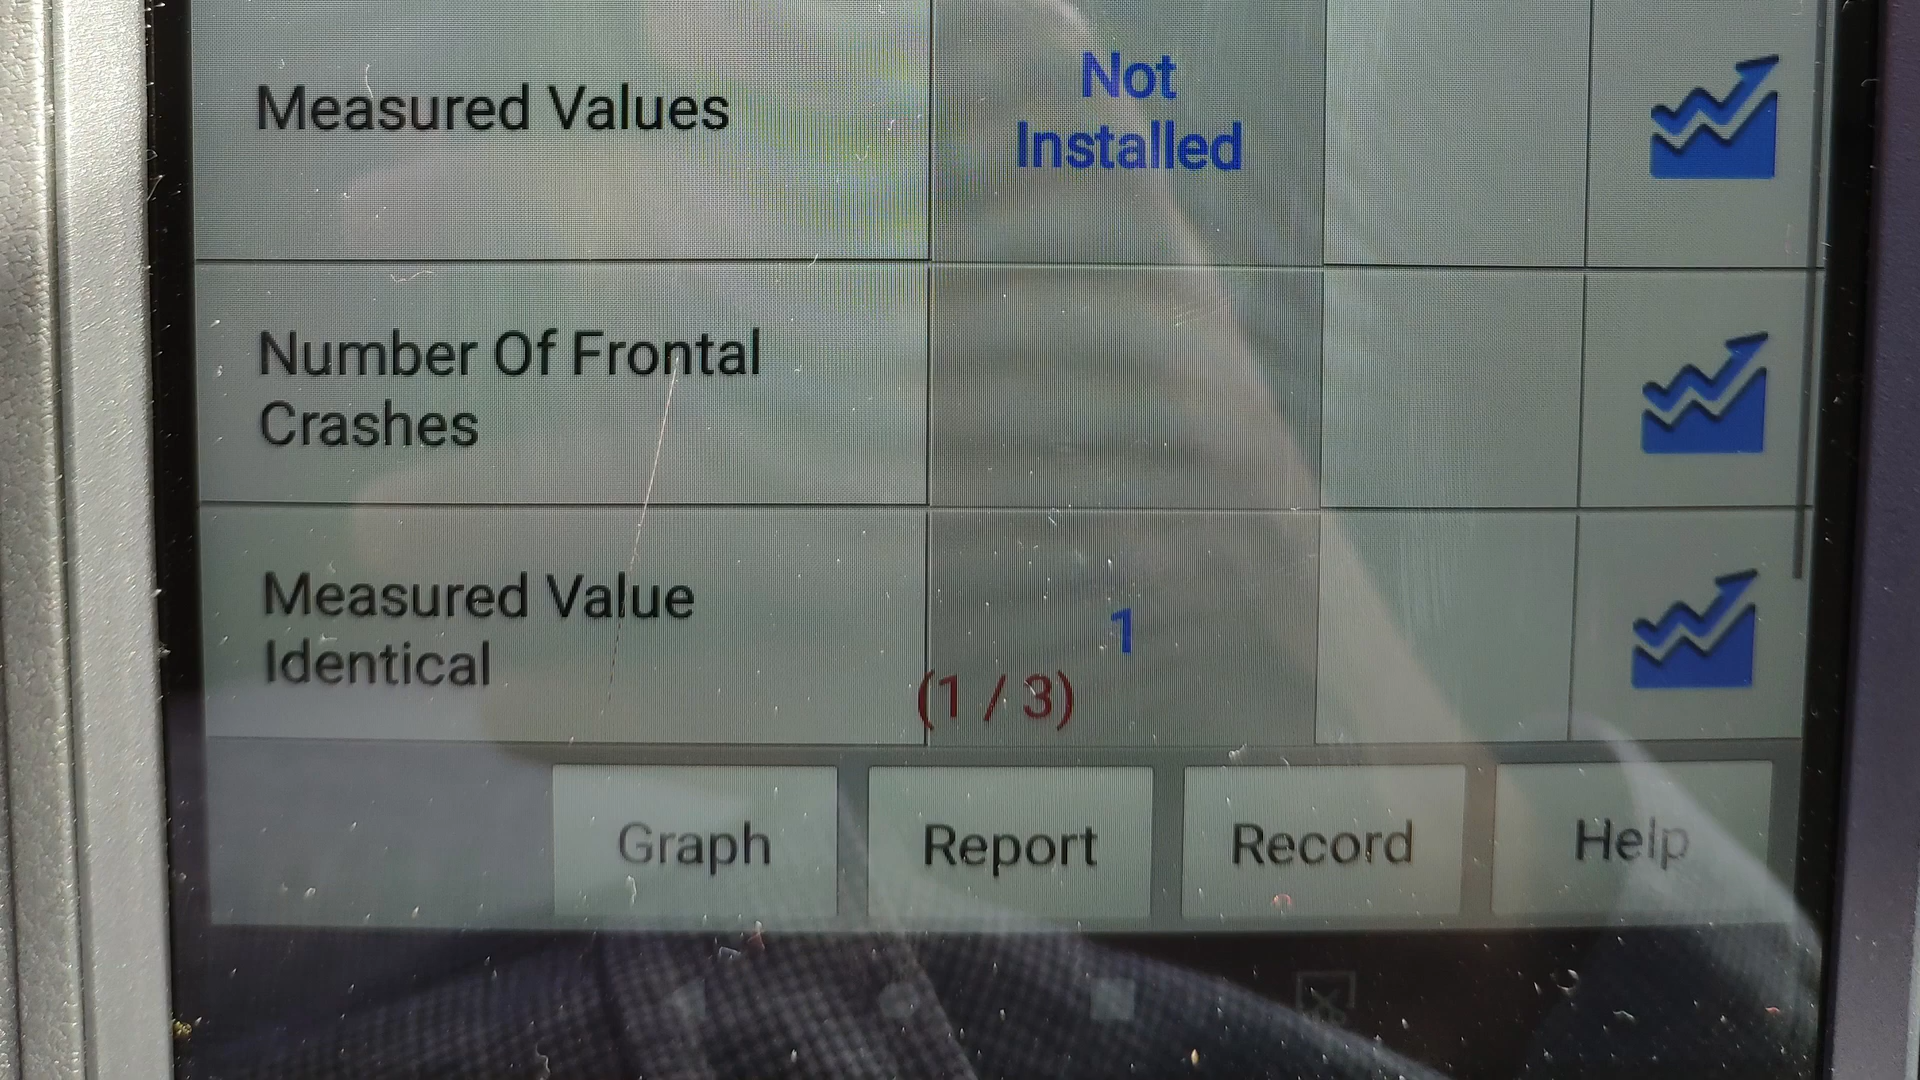 Measured Values
Not
Installed
Number Of Frontal
Crashes
Measured Value
Identical
1
(1 / 3)
Graph
Report
Record
Help